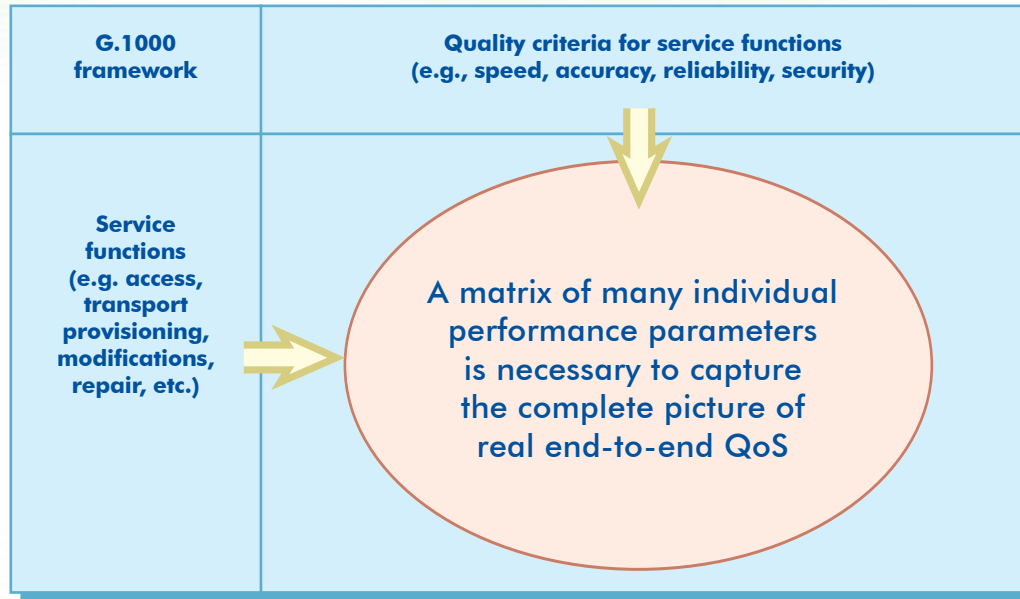 G.1000
framework
Quality criteria for service functions
(e.g., speed, accuracy, reliability, security)
Service
functions
(e.g. access,
transport
provisioning,
modifications,
repair, etc.)
A matrix of many individual
performance parameters
is necessary to capture
the complete picture of
real end-to-end QoS